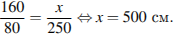 160/80 = x/250 ⇔ x = 500 см.